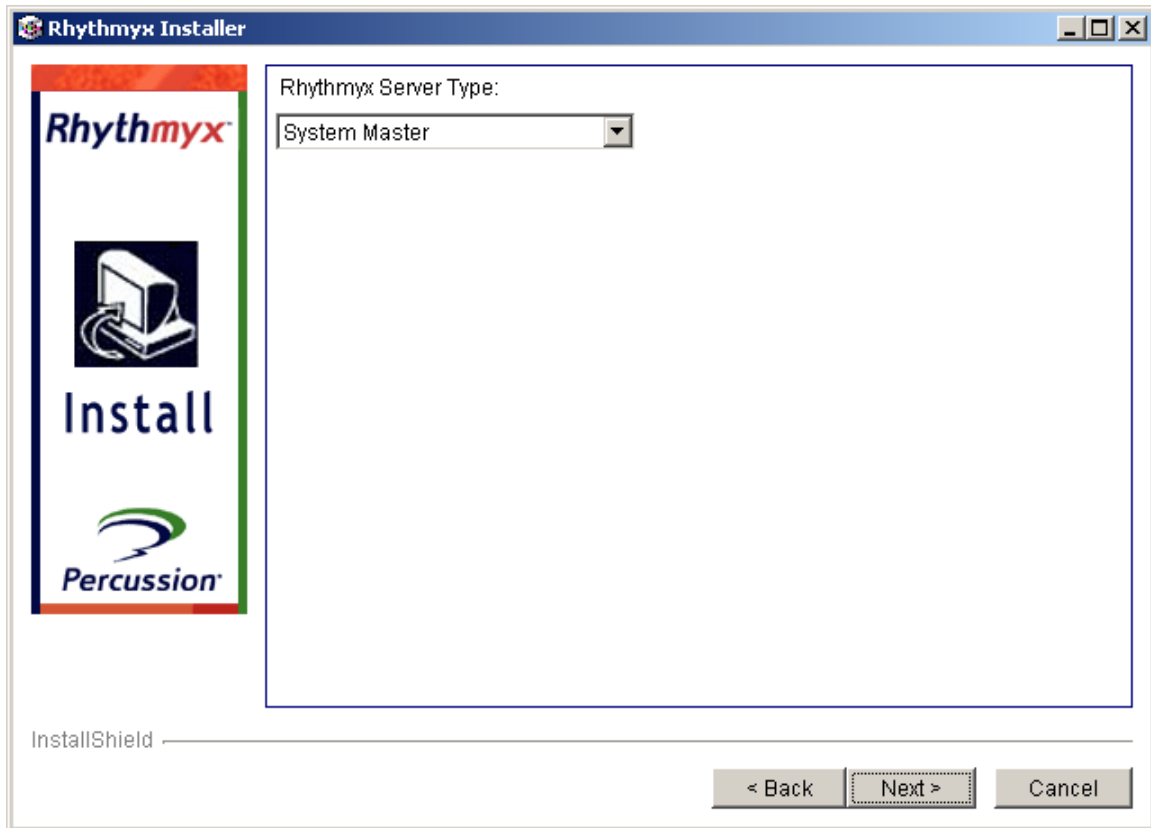 Rhythmyx Installer
Rhythmyx
Install
Percussion
Rhythmyx Server Type:
System Master
InstallShield
< Back
Next >
Cancel